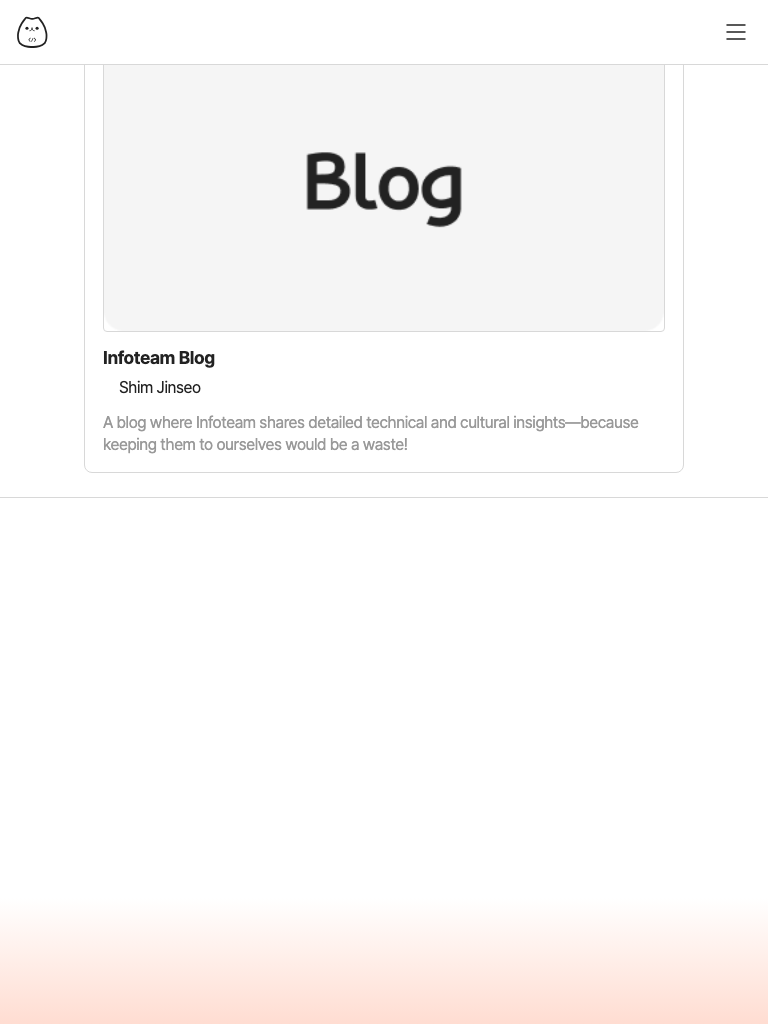 Blog
Infoteam Blog
Shim Jinseo
A blog where Infoteam shares detailed technical and cultural insights—because
keeping them to ourselves would be a waste!